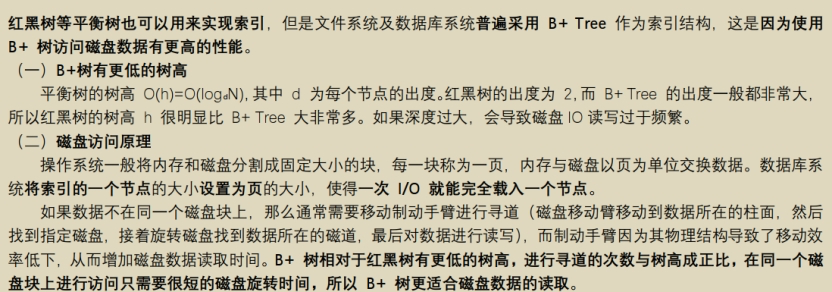 红黑树等平衡树也可以用来实现索引，但是文件系统及数据库系统普遍采用 B+ Tree 作为索引结构，这是因为使用
B+ 树访问磁盘数据有更高的性能。
（一）B+树有更低的树高
平衡树的树高 O(h)=O(logdN)，其中 d 为每个节点的出度。红黑树的出度为 2，而 B+ Tree 的出度一般都非常大，
所以红黑树的树高 h 很明显比 B+ Tree 大非常多。如果深度过大，会导致磁盘IO 读写过于频繁。
（二）磁盘访问原理
操作系统一般将内存和磁盘分割成固定大小的块，每一块称为一页，内存与磁盘以页为单位交换数据。数据库系
统将索引的一个节点的大小设置为页的大小，使得一次 I/O 就能完全载入一个节点。
如果数据不在同一个磁盘块上，那么通常需要移动制动手臂进行寻道（磁盘移动臂移动到数据所在的柱面，然后
找到指定磁盘，接着旋转磁盘找到数据所在的磁道，最后对数据进行读写），而制动手臂因为其物理结构导致了移动效
率低下，从而增加磁盘数据读取时间。B+ 树相对于红黑树有更低的树高，进行寻道的次数与树高成正比，在同一个磁
盘块上进行访问只需要很短的磁盘旋转时间，所以 B+ 树更适合磁盘数据的读取。